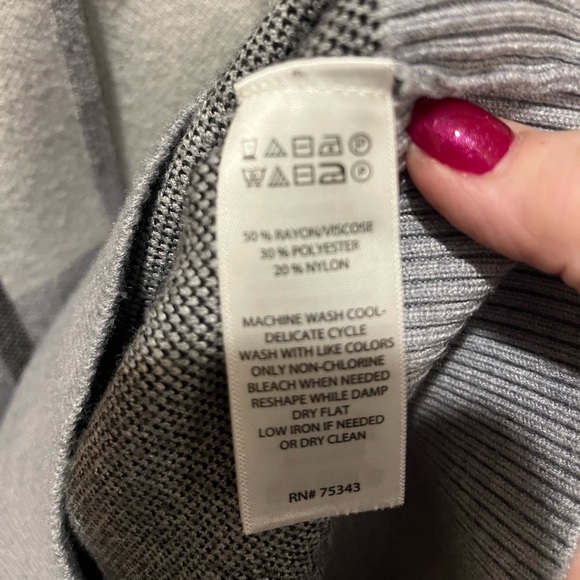 50 % RAYON/VISCOSE
30 % POLYESTER
20 % NYLON
MACHINE WASH COOL-
DELICATE CYCLE
WASH WITH LIKE COLORS
ONLY NON-CHLORINE
BLEACH WHEN NEEDED
RESHAPE WHILE DAMP
DRY FLAT
LOW IRON IF NEEDED
OR DRY CLEAN
RN# 75343